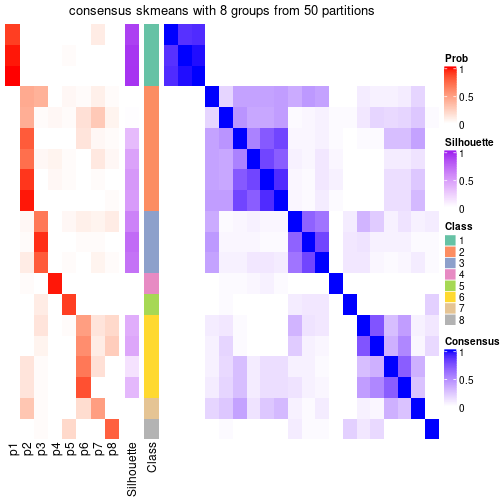 consensus skmeans with 8 groups from 50 partitions
Prob
1
0.5
0
Silhouette
1
0.5
0
Class
1
2
3
4
5
6
7
8
Consensus
1
0.5
0
p1
p2
p3
p4
p5
p6
p7
p8
Silhouette
Class